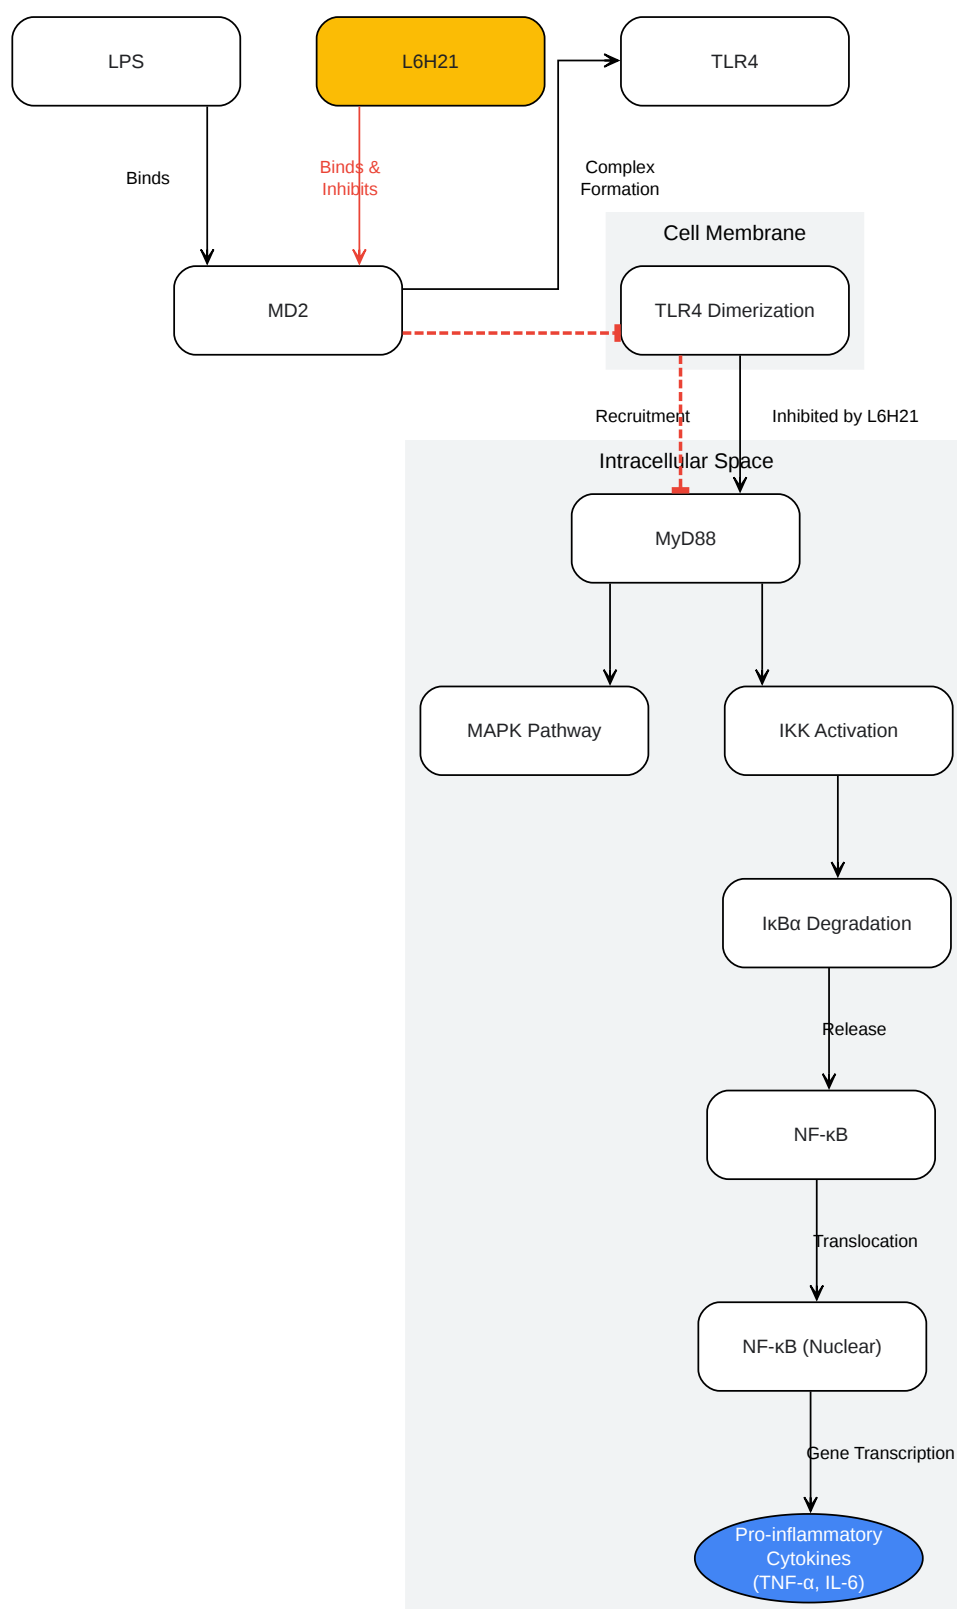 LPS
L6H21
TLR4
Binds
Binds &
Inhibits
Complex
Formation
Cell Membrane
MD2
TLR4 Dimerization
Recruitment
Inhibited by L6H21
Intracellular Space
MyD88
MAPK Pathway
IKK Activation
IκBα Degradation
Release
NF-κB
Translocation
NF-κB (Nuclear)
Gene Transcription
Pro-inflammatory
Cytokines
(TNF-α, IL-6)